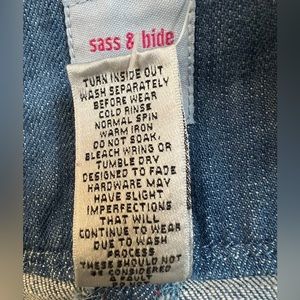 sass & bide
TURN INSIDE OUT
WASH SEPARATELY
BEFORE WEAR
COLD RINSE
NORMAL SPIN
WARM IRON
DO NOT SOAK,
BLEACH WRING OR
TUMBLE DRY
DESIGNED TO FADE
HARDWARE MAY
HAVE SLIGHT
IMPERFECTIONS
THAT WILL
CONTINUE TO WEAR
DUE TO WASH
PROCESS
THESE SHOULD NOT
BE CONSIDERED
A FAULT